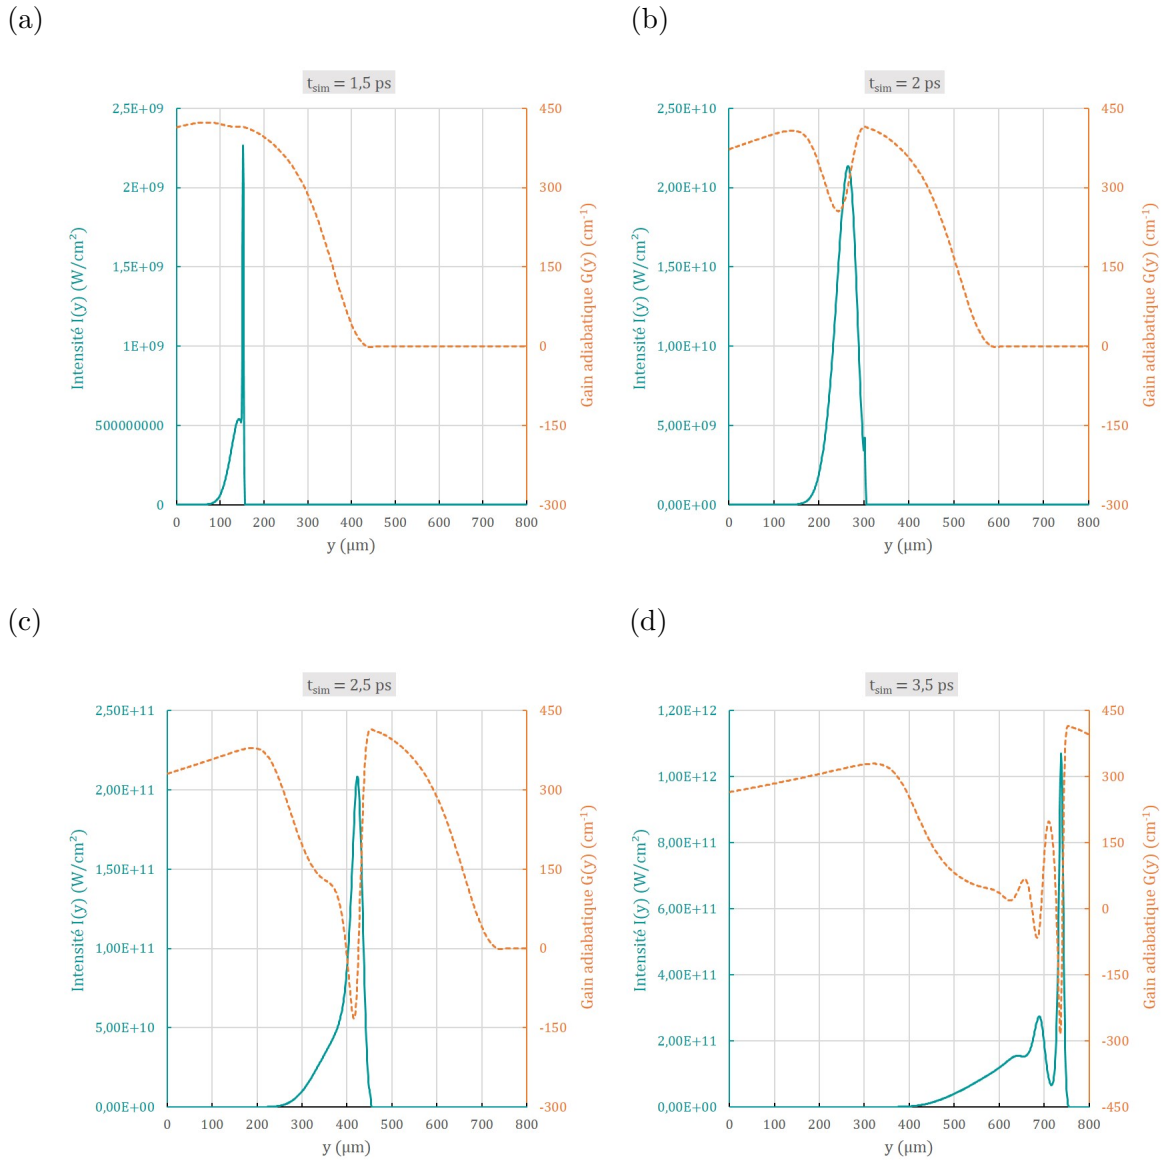 (a)
t_sim = 1,5 ps
2,5E+09
2E+09
1,5E+09
1E+09
500000000
0
450
300
150
0
-150
-300
Intensité I(y) (W/cm²)
Gain adiabatique G(y) (cm⁻¹)
0 100 200 300 400 500 600 700 800
y (μm)
(b)
t_sim = 2 ps
2,50E+10
2,00E+10
1,50E+10
1,00E+10
5,00E+09
0,00E+00
450
300
150
0
-150
-300
Intensité I(y) (W/cm²)
Gain adiabatique G(y) (cm⁻¹)
0 100 200 300 400 500 600 700 800
y (μm)
(c)
t_sim = 2,5 ps
2,50E+11
2,00E+11
1,50E+11
1,00E+11
5,00E+10
0,00E+00
450
300
150
0
-150
-300
Intensité I(y) (W/cm²)
Gain adiabatique G(y) (cm⁻¹)
0 100 200 300 400 500 600 700 800
y (μm)
(d)
t_sim = 3,5 ps
1,20E+12
1,00E+12
8,00E+11
6,00E+11
4,00E+11
2,00E+11
0,00E+00
450
300
150
0
-150
-300
-450
Intensité I(y) (W/cm²)
Gain adiabatique G(y) (cm⁻¹)
0 100 200 300 400 500 600 700 800
y (μm)